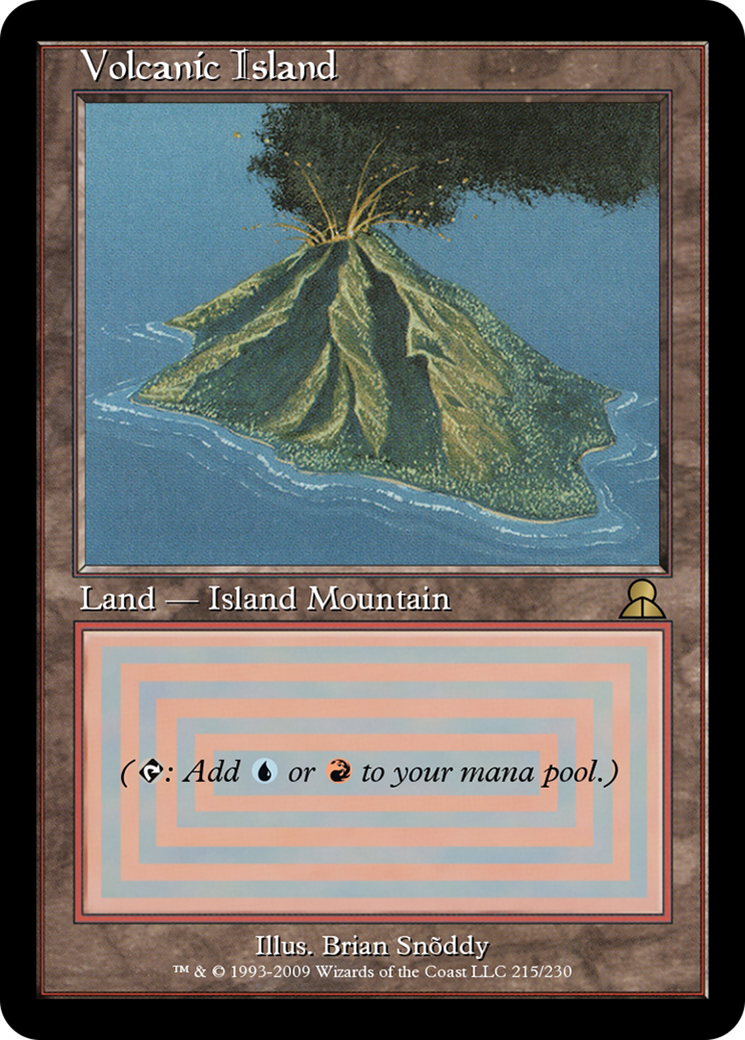 Volcanic Island
Land — Island Mountain
( : Add or to your mana pool.)
Illus. Brian Snõddy
™ & © 1993-2009 Wizards of the Coast LLC 215/230